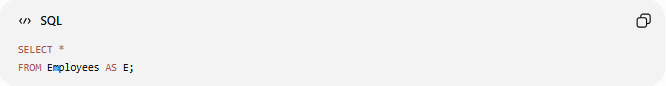 </> SQL
SELECT *
FROM Employees AS E;